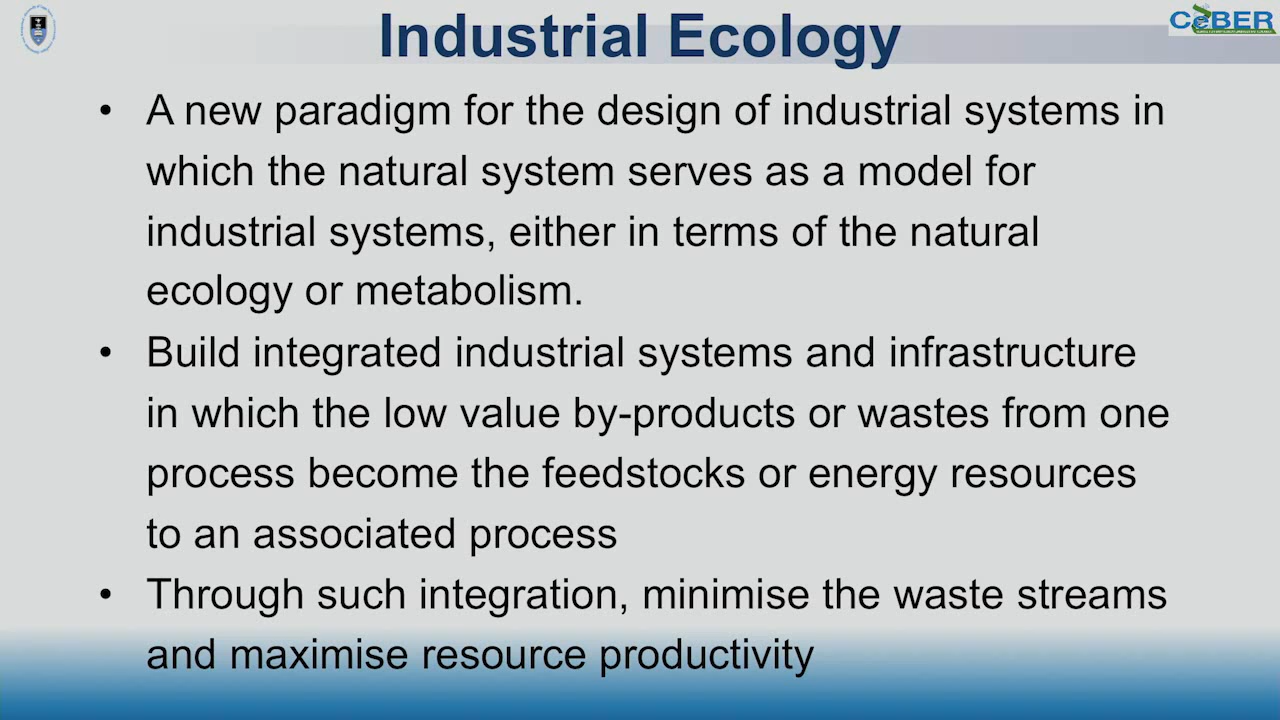 Industrial Ecology
CeBER
• A new paradigm for the design of industrial systems in
which the natural system serves as a model for
industrial systems, either in terms of the natural
ecology or metabolism.
• Build integrated industrial systems and infrastructure
in which the low value by-products or wastes from one
process become the feedstocks or energy resources
to an associated process
• Through such integration, minimise the waste streams
and maximise resource productivity